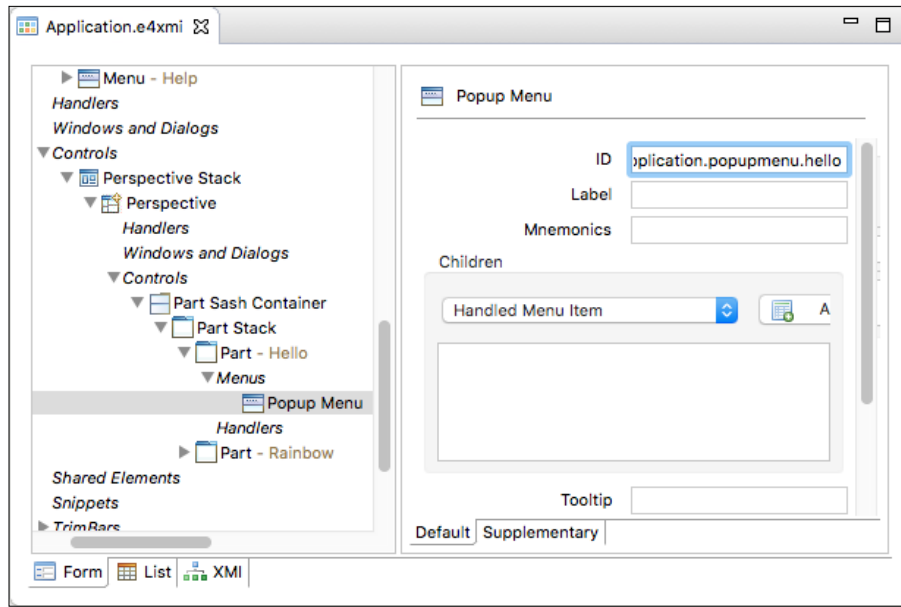 Application.e4xmi
Menu - Help
Handlers
Windows and Dialogs
Controls
Perspective Stack
Perspective
Handlers
Windows and Dialogs
Controls
Part Sash Container
Part Stack
Part - Hello
Menus
Popup Menu
Handlers
Part - Rainbow
Shared Elements
Snippets
TrimBars
Popup Menu
ID pplication.popupmenu.hello
Label
Mnemonics
Children
Handled Menu Item A
Tooltip
Default Supplementary
Form List XMI